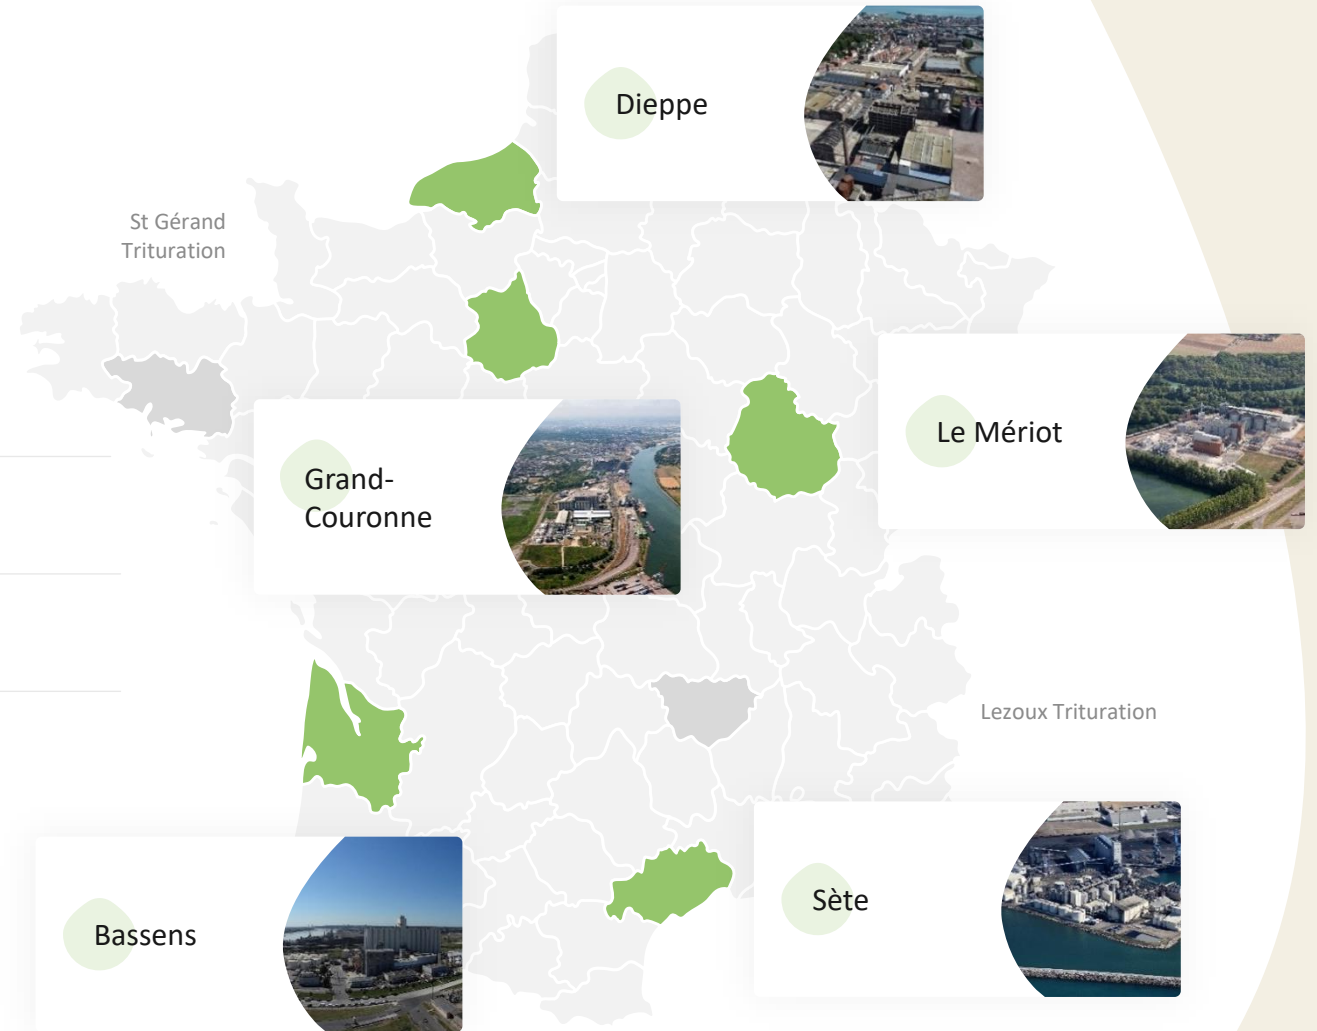 Dieppe
St Gérand
Trituration
Le Mériot
Grand-
Couronne
Lezoux Trituration
Sète
Bassens